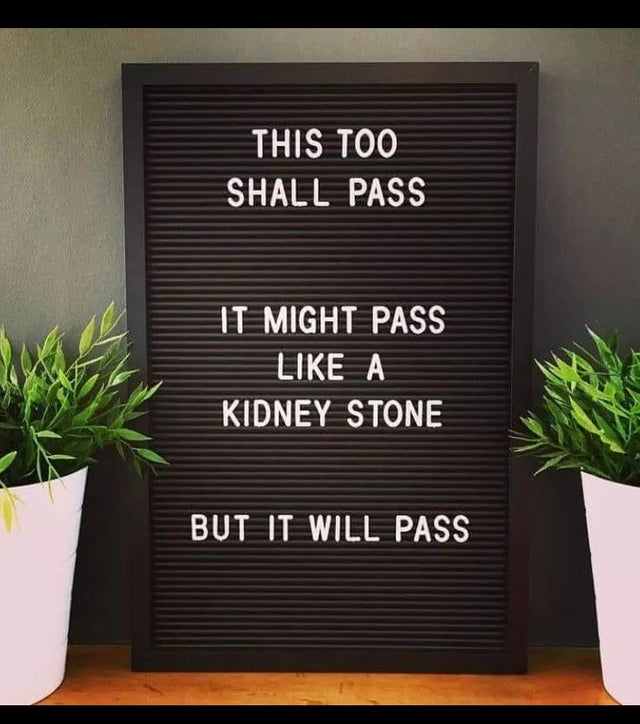 THIS TOO
SHALL PASS
IT MIGHT PASS
LIKE A
KIDNEY STONE
BUT IT WILL PASS